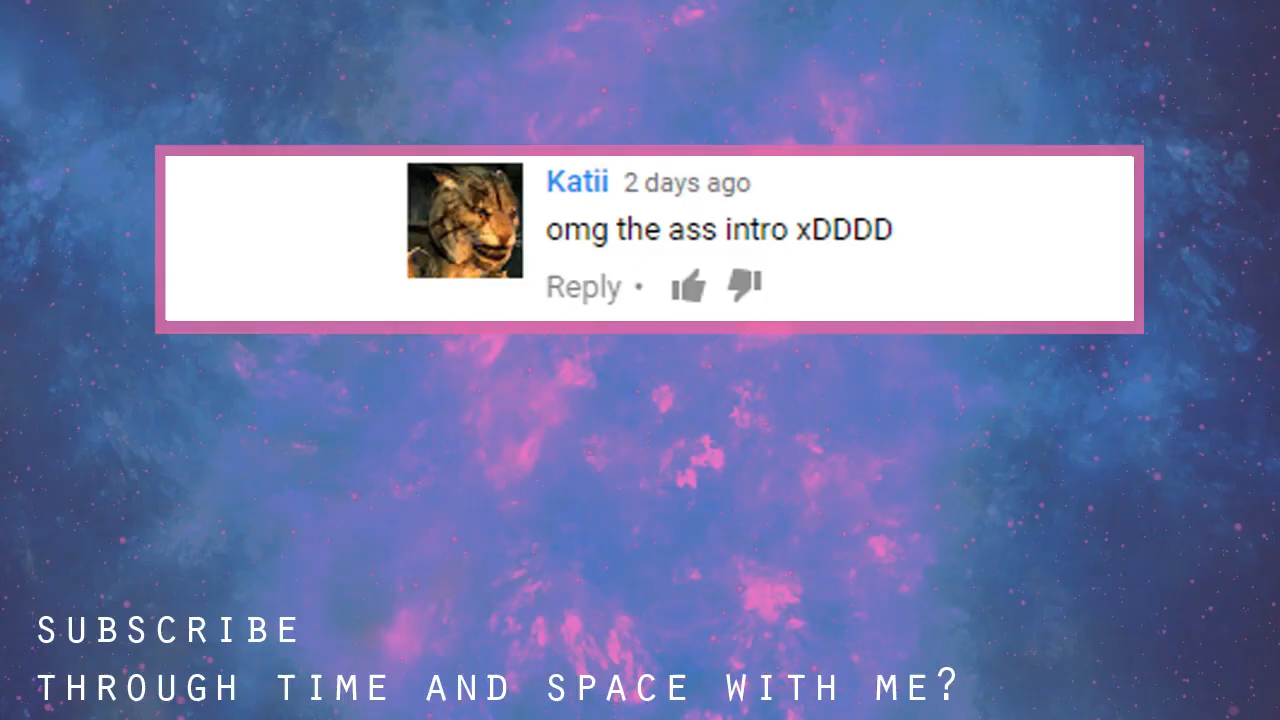 Katii 2 days ago
omg the ass intro xDDDD
Reply •
SUBSCRIBE
THROUGH TIME AND SPACE WITH ME?